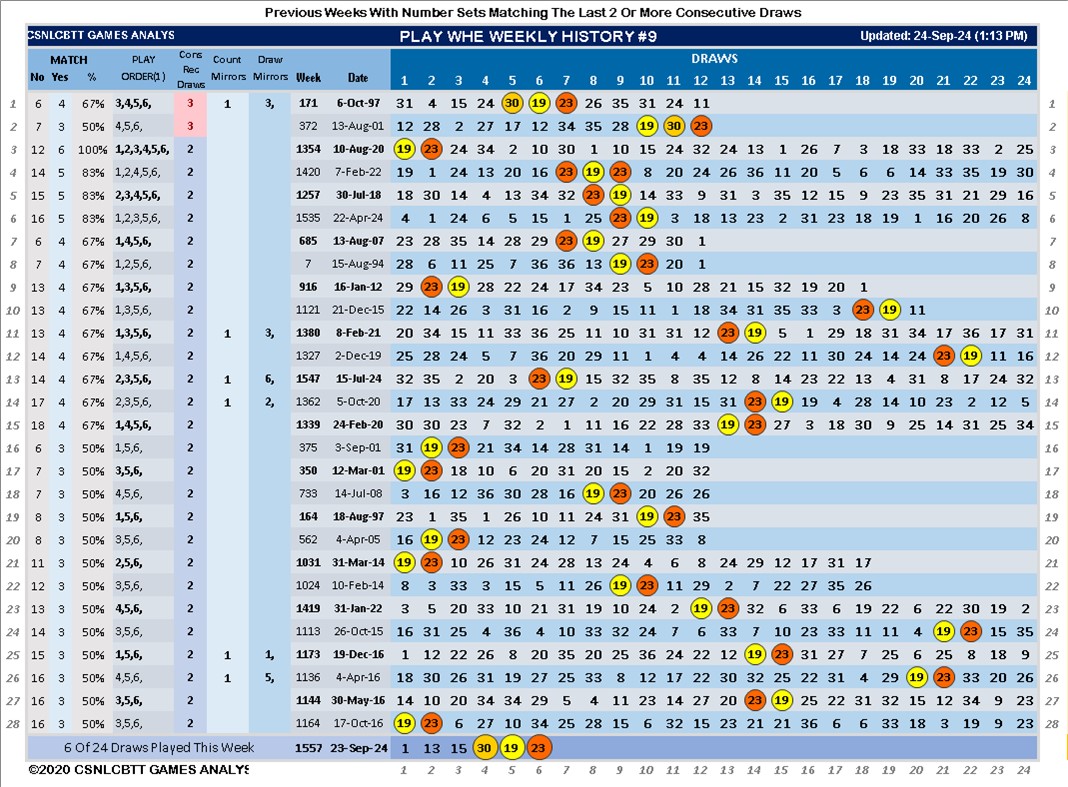 Previous Weeks With Number Sets Matching The Last 2 Or More Consecutive Draws
CSNLCBTT GAMES ANALYS PLAY WHE WEEKLY HISTORY #9 Updated: 24-Sep-24 (1:13 PM)
MATCH PLAY Cons Rec Draws Count Draw DRAWS
No Yes % ORDER(1) Mirrors Mirrors Week Date 1 2 3 4 5 6 7 8 9 10 11 12 13 14 15 16 17 18 19 20 21 22 23 24
1 6 4 67% 3,4,5,6, 3 1 3, 171 6-Oct-97 31 4 15 24 30 19 23 26 35 31 24 11 1
2 7 3 50% 4,5,6, 3 372 13-Aug-01 12 28 2 27 17 12 34 35 28 19 30 23 2
3 12 6 100% 1,2,3,4,5,6, 2 1354 10-Aug-20 19 23 24 34 2 10 30 1 10 15 24 32 24 13 1 26 7 3 18 33 18 33 2 25 3
4 14 5 83% 1,2,4,5,6, 2 1420 7-Feb-22 19 1 24 13 20 16 23 19 23 8 20 24 26 36 11 20 5 6 6 14 33 35 19 30 4
5 15 5 83% 2,3,4,5,6, 2 1257 30-Jul-18 18 30 14 4 13 34 32 23 19 14 33 9 31 3 35 12 15 9 23 35 31 21 29 16 5
6 16 5 83% 1,2,3,5,6, 2 1535 22-Apr-24 4 1 24 6 5 15 1 25 23 19 3 18 13 23 2 31 23 18 19 1 16 20 26 8 6
7 6 4 67% 1,4,5,6, 2 685 13-Aug-07 23 28 35 14 28 29 23 19 27 29 30 1 7
8 7 4 67% 1,2,5,6, 2 7 15-Aug-94 28 6 11 25 7 36 36 13 19 23 20 1 8
9 13 4 67% 1,3,5,6, 2 916 16-Jan-12 29 23 19 28 22 24 17 34 23 5 10 28 21 15 32 19 20 1 9
10 13 4 67% 1,3,5,6, 2 1121 21-Dec-15 22 14 26 3 31 16 2 9 15 11 1 18 34 31 35 33 3 23 19 11 10
11 13 4 67% 1,3,5,6, 2 1 3, 1380 8-Feb-21 20 34 15 11 33 36 25 11 10 31 31 12 23 19 5 1 29 18 31 34 17 36 17 31 11
12 14 4 67% 1,4,5,6, 2 1327 2-Dec-19 25 28 24 5 7 36 20 29 11 1 4 4 14 26 22 11 30 24 14 24 23 19 11 16 12
13 14 4 67% 2,3,5,6, 2 1 6, 1547 15-Jul-24 32 35 2 20 3 23 19 15 32 35 8 35 12 8 14 23 22 13 4 31 8 17 24 32 13
14 17 4 67% 2,3,5,6, 2 1 2, 1362 5-Oct-20 17 13 33 24 29 21 27 2 20 29 31 15 31 23 19 19 4 28 14 10 23 2 12 5 14
15 18 4 67% 1,4,5,6, 2 1339 24-Feb-20 30 30 23 7 32 2 1 11 16 22 28 33 19 23 27 3 18 30 9 25 14 31 25 34 15
16 6 3 50% 1,5,6, 2 375 3-Sep-01 31 19 23 21 34 14 28 31 14 1 19 19 16
17 7 3 50% 3,5,6, 2 350 12-Mar-01 19 23 18 10 6 20 31 20 15 2 20 32 17
18 7 3 50% 4,5,6, 2 733 14-Jul-08 3 16 12 36 30 28 16 19 23 20 26 26 18
19 8 3 50% 1,5,6, 2 164 18-Aug-97 23 1 35 1 26 10 11 24 31 19 23 35 19
20 8 3 50% 3,5,6, 2 562 4-Apr-05 16 19 23 12 23 24 12 7 15 25 33 8 20
21 11 3 50% 2,5,6, 2 1031 31-Mar-14 19 23 10 26 31 24 28 13 24 4 6 8 24 29 12 17 31 17 21
22 12 3 50% 3,5,6, 2 1024 10-Feb-14 8 3 33 3 15 5 11 26 19 23 11 29 2 7 22 27 35 26 22
23 13 3 50% 4,5,6, 2 1419 31-Jan-22 3 5 20 33 10 21 31 19 10 24 2 19 23 32 6 33 6 19 22 6 22 30 19 2 23
24 14 3 50% 3,5,6, 2 1113 26-Oct-15 16 31 25 4 36 4 10 33 32 24 7 6 33 7 10 23 33 11 11 4 19 23 15 35 24
25 15 3 50% 1,5,6, 2 1 1, 1173 19-Dec-16 1 12 22 26 8 20 35 20 25 36 24 22 12 19 23 31 27 7 25 6 25 8 18 9 25
26 16 3 50% 4,5,6, 2 1 5, 1136 4-Apr-16 18 30 26 31 19 27 25 33 8 12 17 22 30 32 25 22 31 4 29 19 23 33 20 26 26
27 16 3 50% 3,5,6, 2 1144 30-May-16 14 10 20 34 34 29 5 4 11 23 14 27 20 23 19 25 22 31 32 15 12 34 9 23 27
28 16 3 50% 3,5,6, 2 1164 17-Oct-16 19 23 6 27 10 34 25 28 15 6 32 15 23 21 21 36 6 6 33 18 3 19 9 23 28
6 Of 24 Draws Played This Week 1557 23-Sep-24 1 13 15 30 19 23
©2020 CSNLCBTT GAMES ANALYS 1 2 3 4 5 6 7 8 9 10 11 12 13 14 15 16 17 18 19 20 21 22 23 24